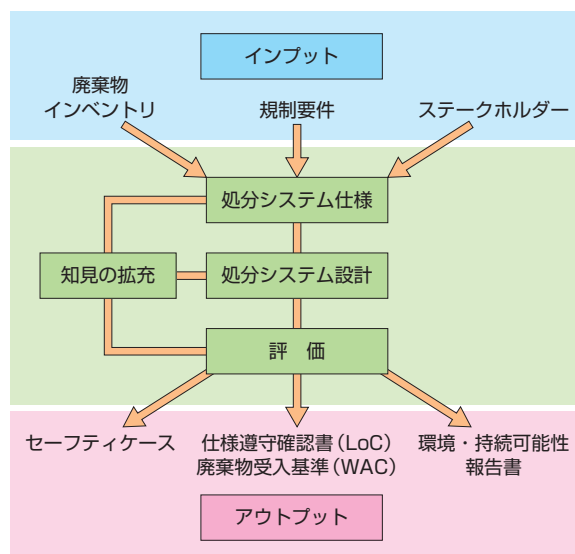 インプット
廃棄物
インベントリ
規制要件
ステークホルダー
処分システム仕様
知見の拡充
処分システム設計
評　価
セーフティケース
仕様遵守確認書（LoC）
廃棄物受入基準（WAC）
環境・持続可能性
報告書
アウトプット